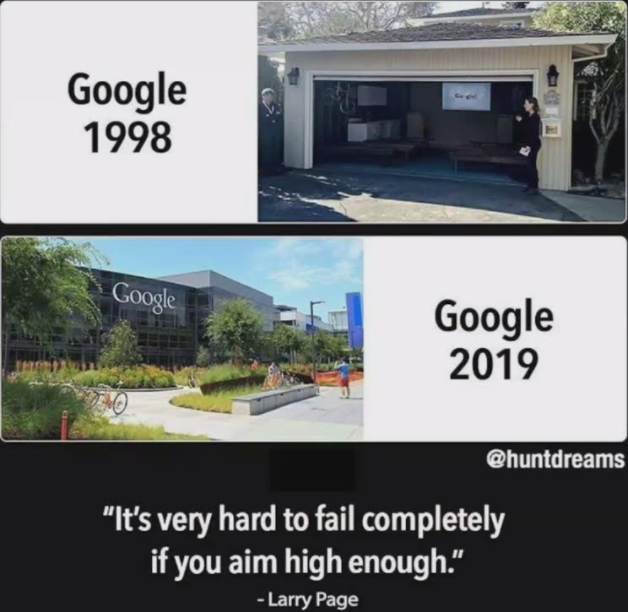 Google
1998
Google
Google
Google
2019
@huntdreams
“It’s very hard to fail completely
if you aim high enough.”
- Larry Page